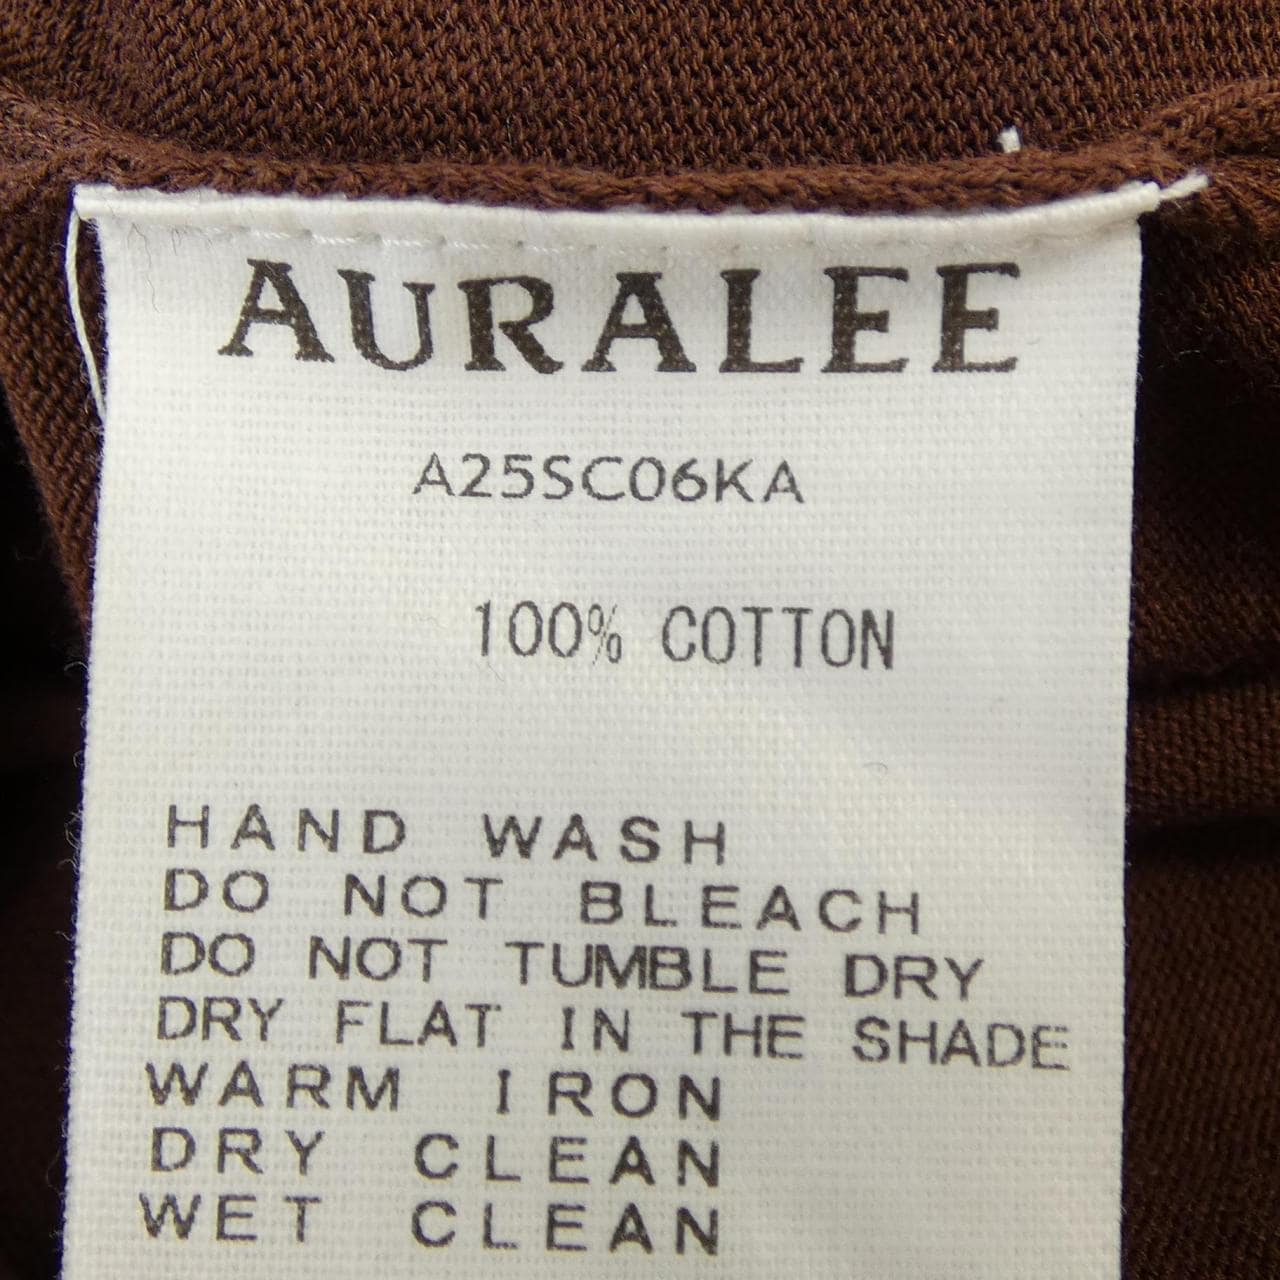 AURALEE
A25SC06KA
100% COTTON
HAND WASH
DO NOT BLEACH
DO NOT TUMBLE DRY
DRY FLAT IN THE SHADE
WARM IRON
DRY CLEAN
WET CLEAN